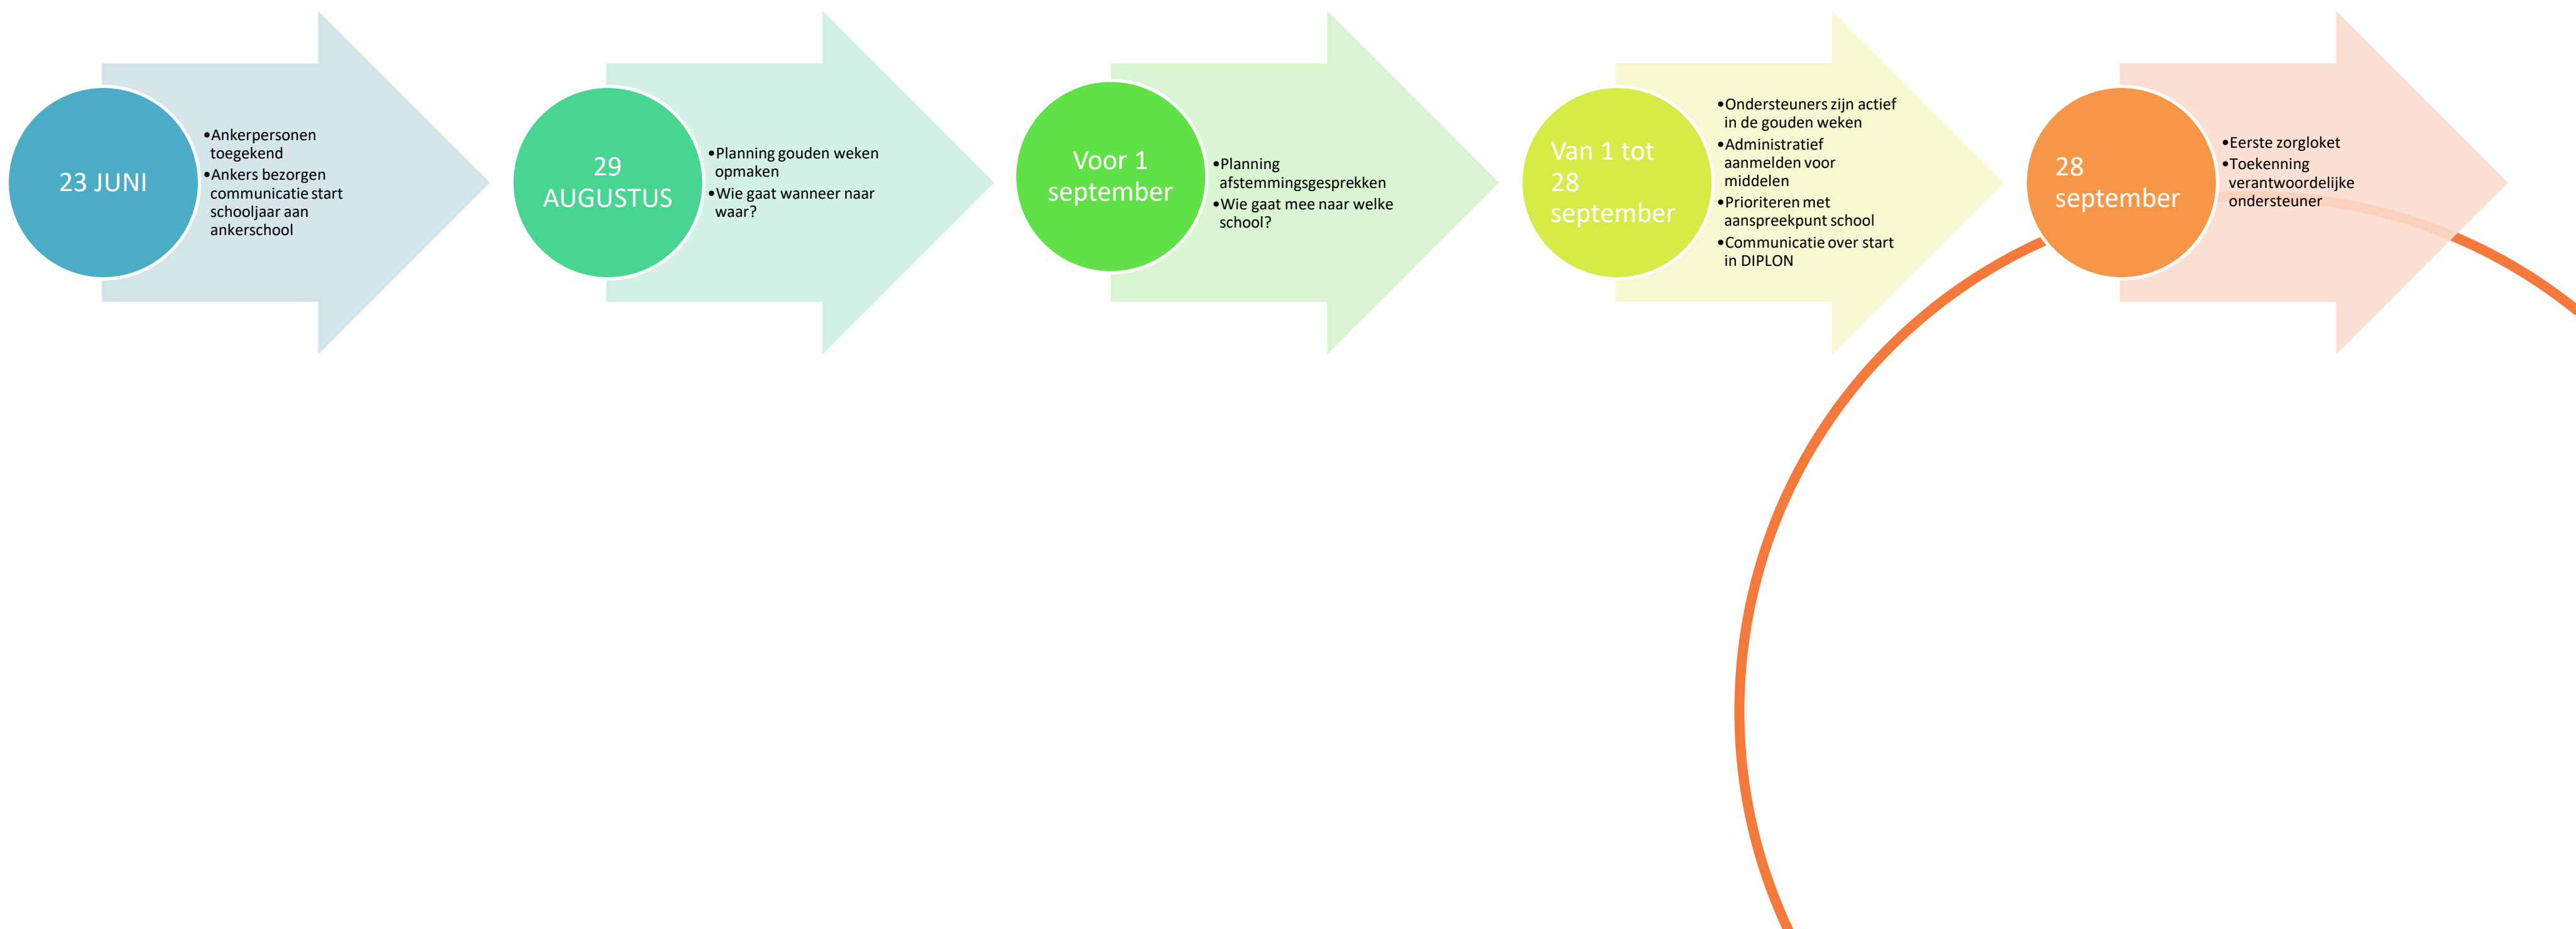 23 JUNI
•Ankerpersonen
toegekend
•Ankers bezorgen
communicatie start
schooljaar aan
ankerschool
29
AUGUSTUS
•Planning gouden weken
opmaken
•Wie gaat wanneer naar
waar?
Voor 1
september
•Planning
afstemmingsgesprekken
•Wie gaat mee naar welke
school?
Van 1 tot
28
september
•Ondersteuners zijn actief
in de gouden weken
•Administratief
aanmelden voor
middelen
•Prioriteren met
aanspreekpunt school
•Communicatie over start
in DIPLON
28
september
•Eerste zorgloket
•Toekenning
verantwoordelijke
ondersteuner